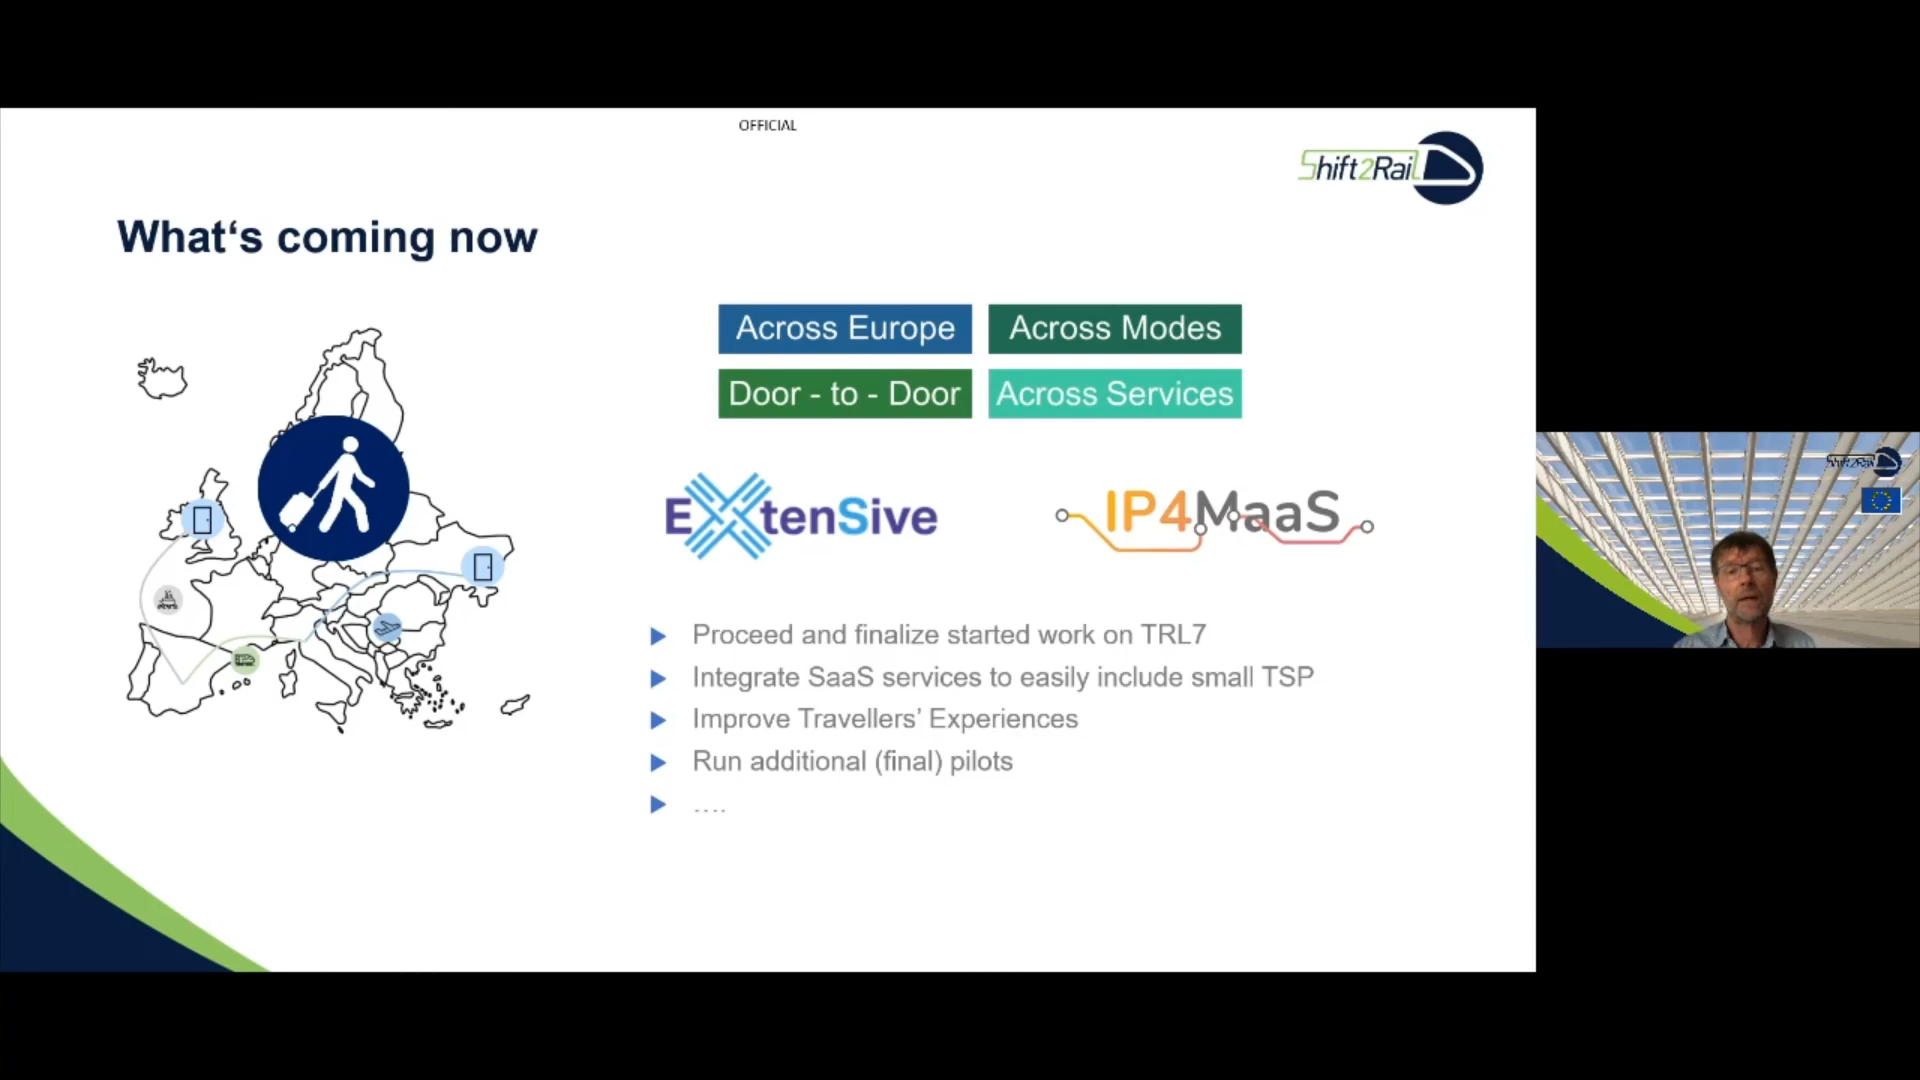 OFFICIAL
Shift2Rail
What‘s coming now
Across Europe
Across Modes
Door - to - Door
Across Services
ExtenSive
IP4MaaS
Proceed and finalize started work on TRL7
Integrate SaaS services to easily include small TSP
Improve Travellers’ Experiences
Run additional (final) pilots
....
Shift2Rail